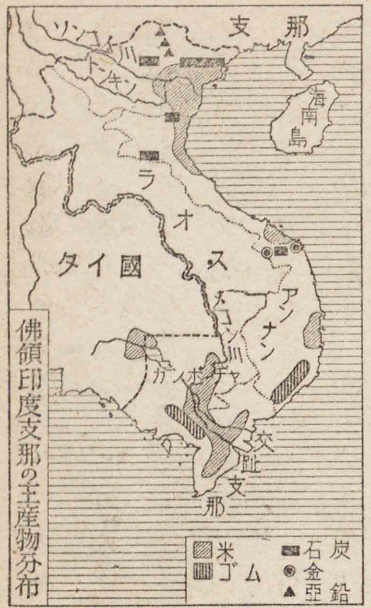 支那
ソンコイ川
トンキン
海南島
ラオス
タイ國
アンナン
メコン川
カンボヂヤ
交趾支那
佛領印度支那の主産物分布
米
ゴム
石炭
金
亞鉛